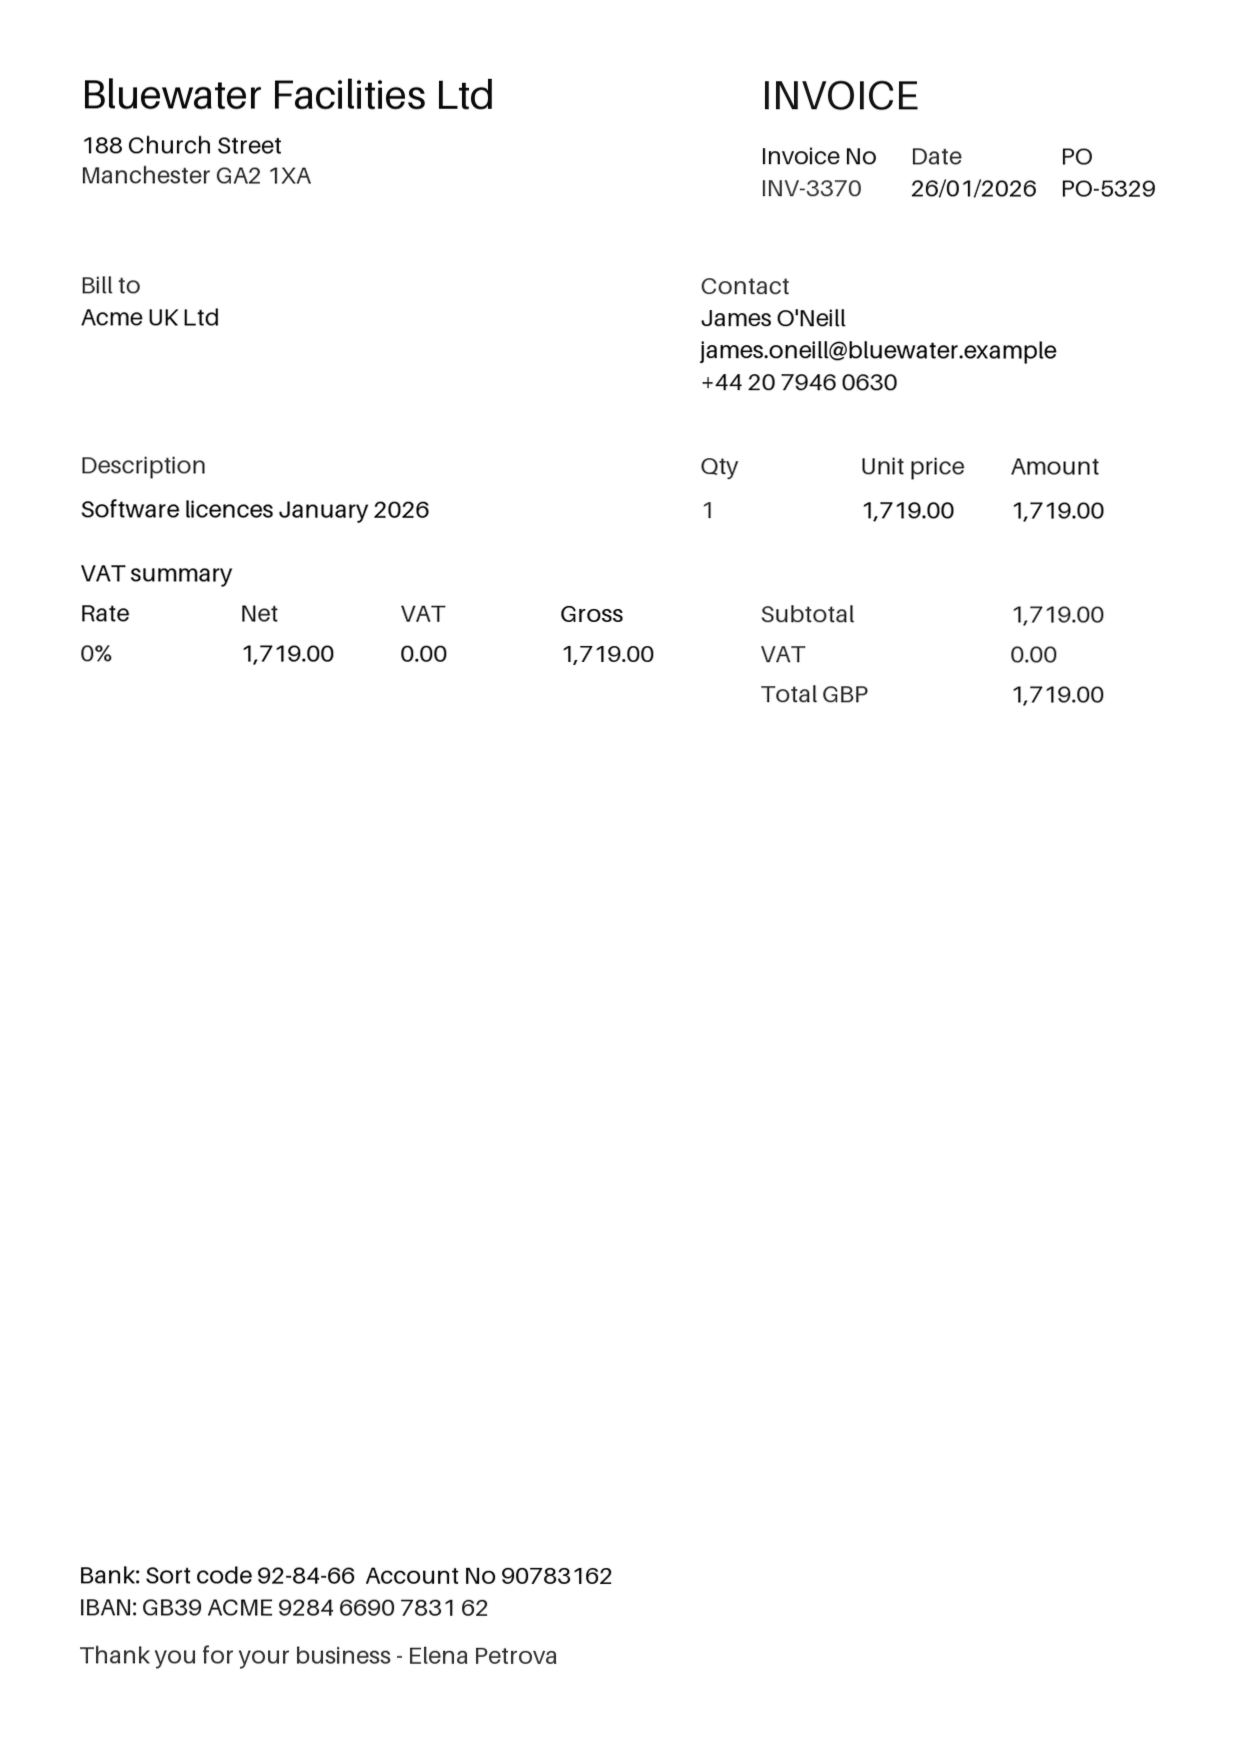 Bluewater Facilities Ltd
188 Church Street
Manchester GA2 1XA
INVOICE
Invoice No Date PO
INV-3370 26/01/2026 PO-5329
Bill to
Acme UK Ltd
Contact
James O'Neill
james.oneill@bluewater.example
+44 20 7946 0630
Description Qty Unit price Amount
Software licences January 2026 1 1,719.00 1,719.00
VAT summary
Rate Net VAT Gross
0% 1,719.00 0.00 1,719.00
Subtotal 1,719.00
VAT 0.00
Total GBP 1,719.00
Bank: Sort code 92-84-66 Account No 90783162
IBAN: GB39 ACME 9284 6690 7831 62
Thank you for your business - Elena Petrova